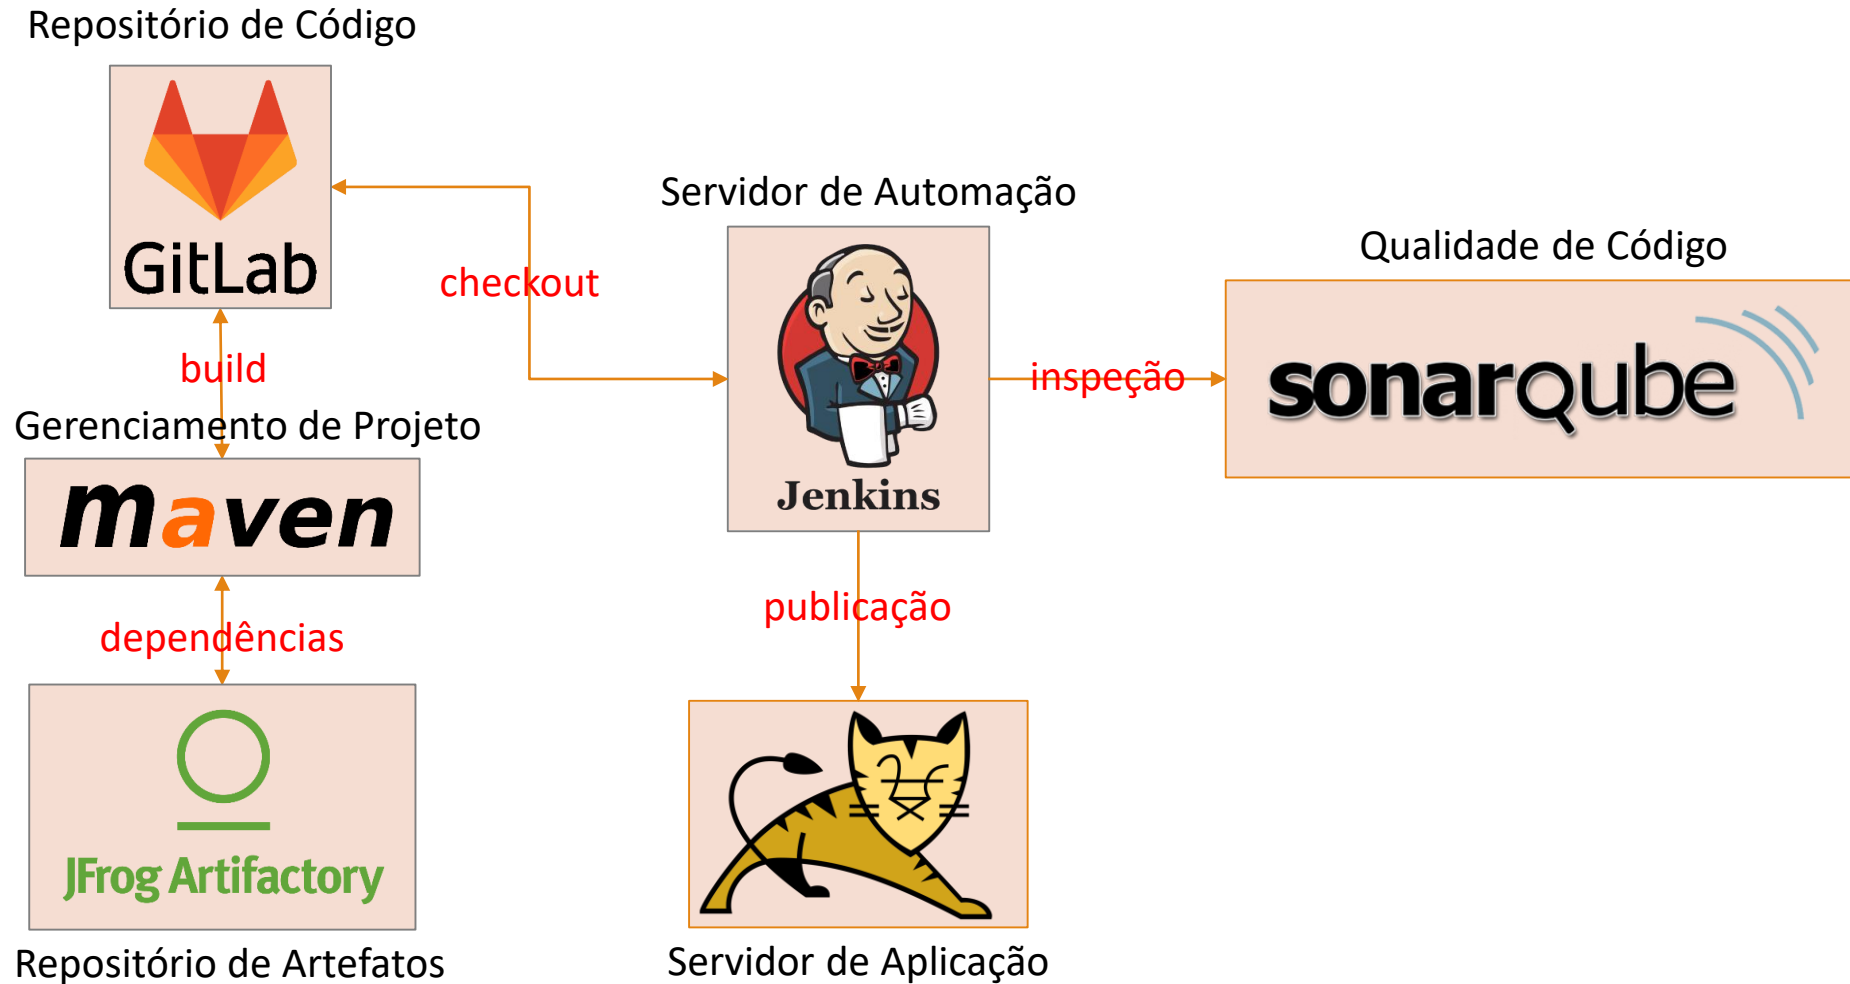 Repositório de Código
GitLab
checkout
build
Gerenciamento de Projeto
maven
dependências
JFrog Artifactory
Repositório de Artefatos
Servidor de Automação
Jenkins
inspeção
Qualidade de Código
sonarqube
publicação
Servidor de Aplicação